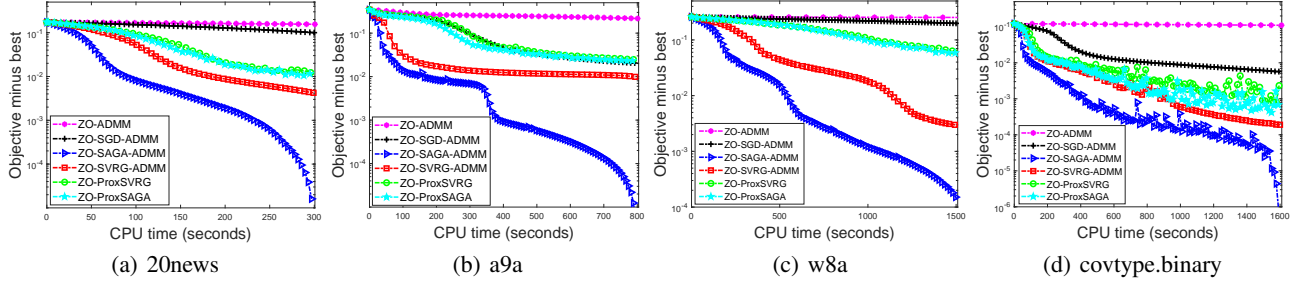 Objective minus best
10^-1
10^-2
10^-3
10^-4
ZO-ADMM
ZO-SGD-ADMM
ZO-SAGA-ADMM
ZO-SVRG-ADMM
ZO-ProxSVRG
ZO-ProxSAGA
0 50 100 150 200 250 300
CPU time (seconds)
(a) 20news
Objective minus best
10^-1
10^-2
10^-3
10^-4
ZO-ADMM
ZO-SGD-ADMM
ZO-SAGA-ADMM
ZO-SVRG-ADMM
ZO-ProxSVRG
ZO-ProxSAGA
0 100 200 300 400 500 600 700 800
CPU time (seconds)
(b) a9a
Objective minus best
10^-1
10^-2
10^-3
10^-4
ZO-ADMM
ZO-SGD-ADMM
ZO-SAGA-ADMM
ZO-SVRG-ADMM
ZO-ProxSVRG
ZO-ProxSAGA
0 500 1000 1500
CPU time (seconds)
(c) w8a
Objective minus best
10^0
10^-1
10^-2
10^-3
10^-4
10^-5
10^-6
ZO-ADMM
ZO-SGD-ADMM
ZO-SAGA-ADMM
ZO-SVRG-ADMM
ZO-ProxSVRG
ZO-ProxSAGA
0 200 400 600 800 1000 1200 1400 1600
CPU time (seconds)
(d) covtype.binary